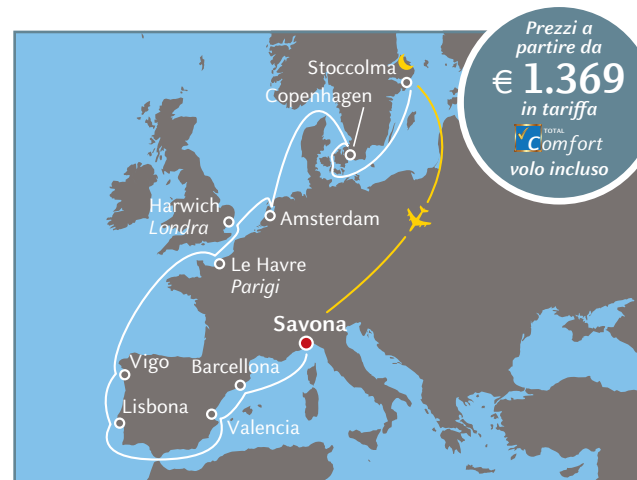 Prezzi a
partire da
€ 1.369
in tariffa
TOTAL
Comfort
volo incluso
Stoccolma
Copenhagen
Harwich
Londra
Amsterdam
Le Havre
Parigi
Savona
Vigo
Barcellona
Lisbona
Valencia